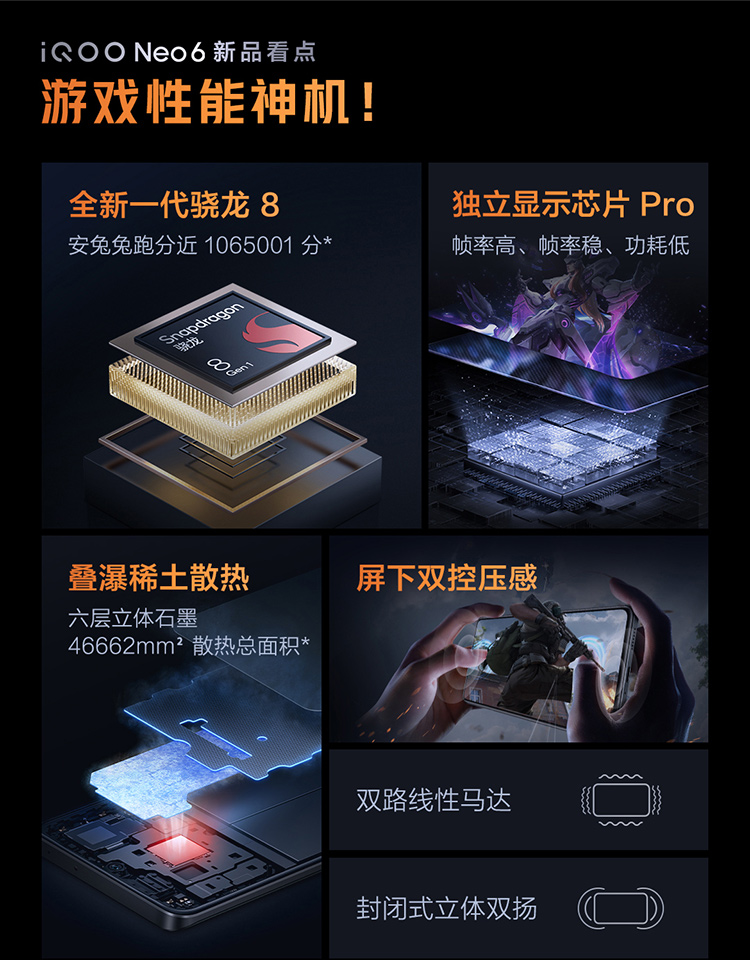 iQOO Neo6 新品看点
游戏性能神机！
全新一代骁龙 8
安兔兔跑分近 1065001 分*
Snapdragon
骁龙
8
Gen 1
独立显示芯片 Pro
帧率高、帧率稳、功耗低
叠瀑稀土散热
六层立体石墨
46662mm² 散热总面积*
屏下双控压感
双路线性马达
封闭式立体双扬